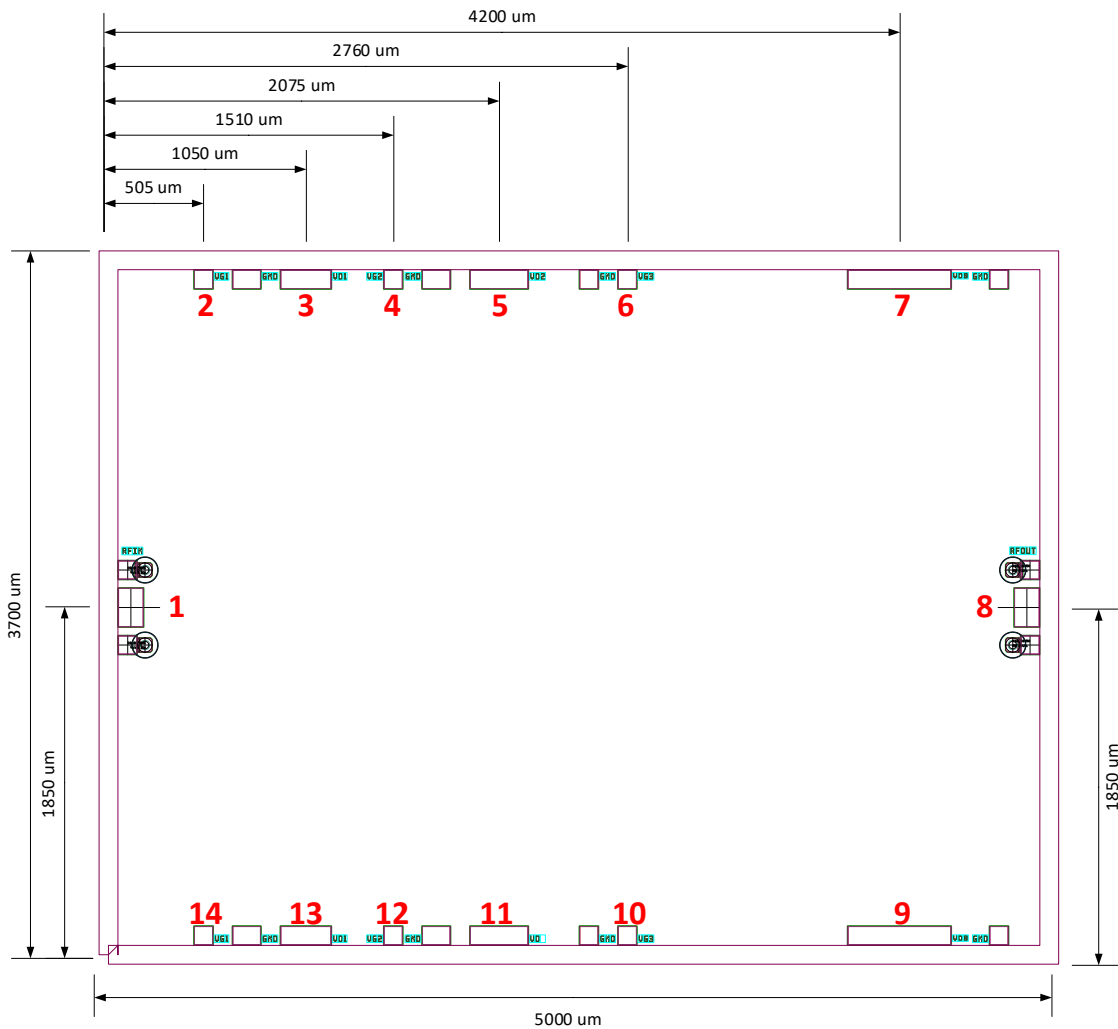 4200 um
2760 um
2075 um
1510 um
1050 um
505 um
VG1 GND VD1 VG2 GND VD2 GND VG3 VD3 GND
2 3 4 5 6 7
3700 um
RFIN RFOUT
1 8
1850 um
1850 um
14 13 12 11 10 9
VG1 GND VD1 VG2 GND VD GND VG3 VD3 GND
5000 um